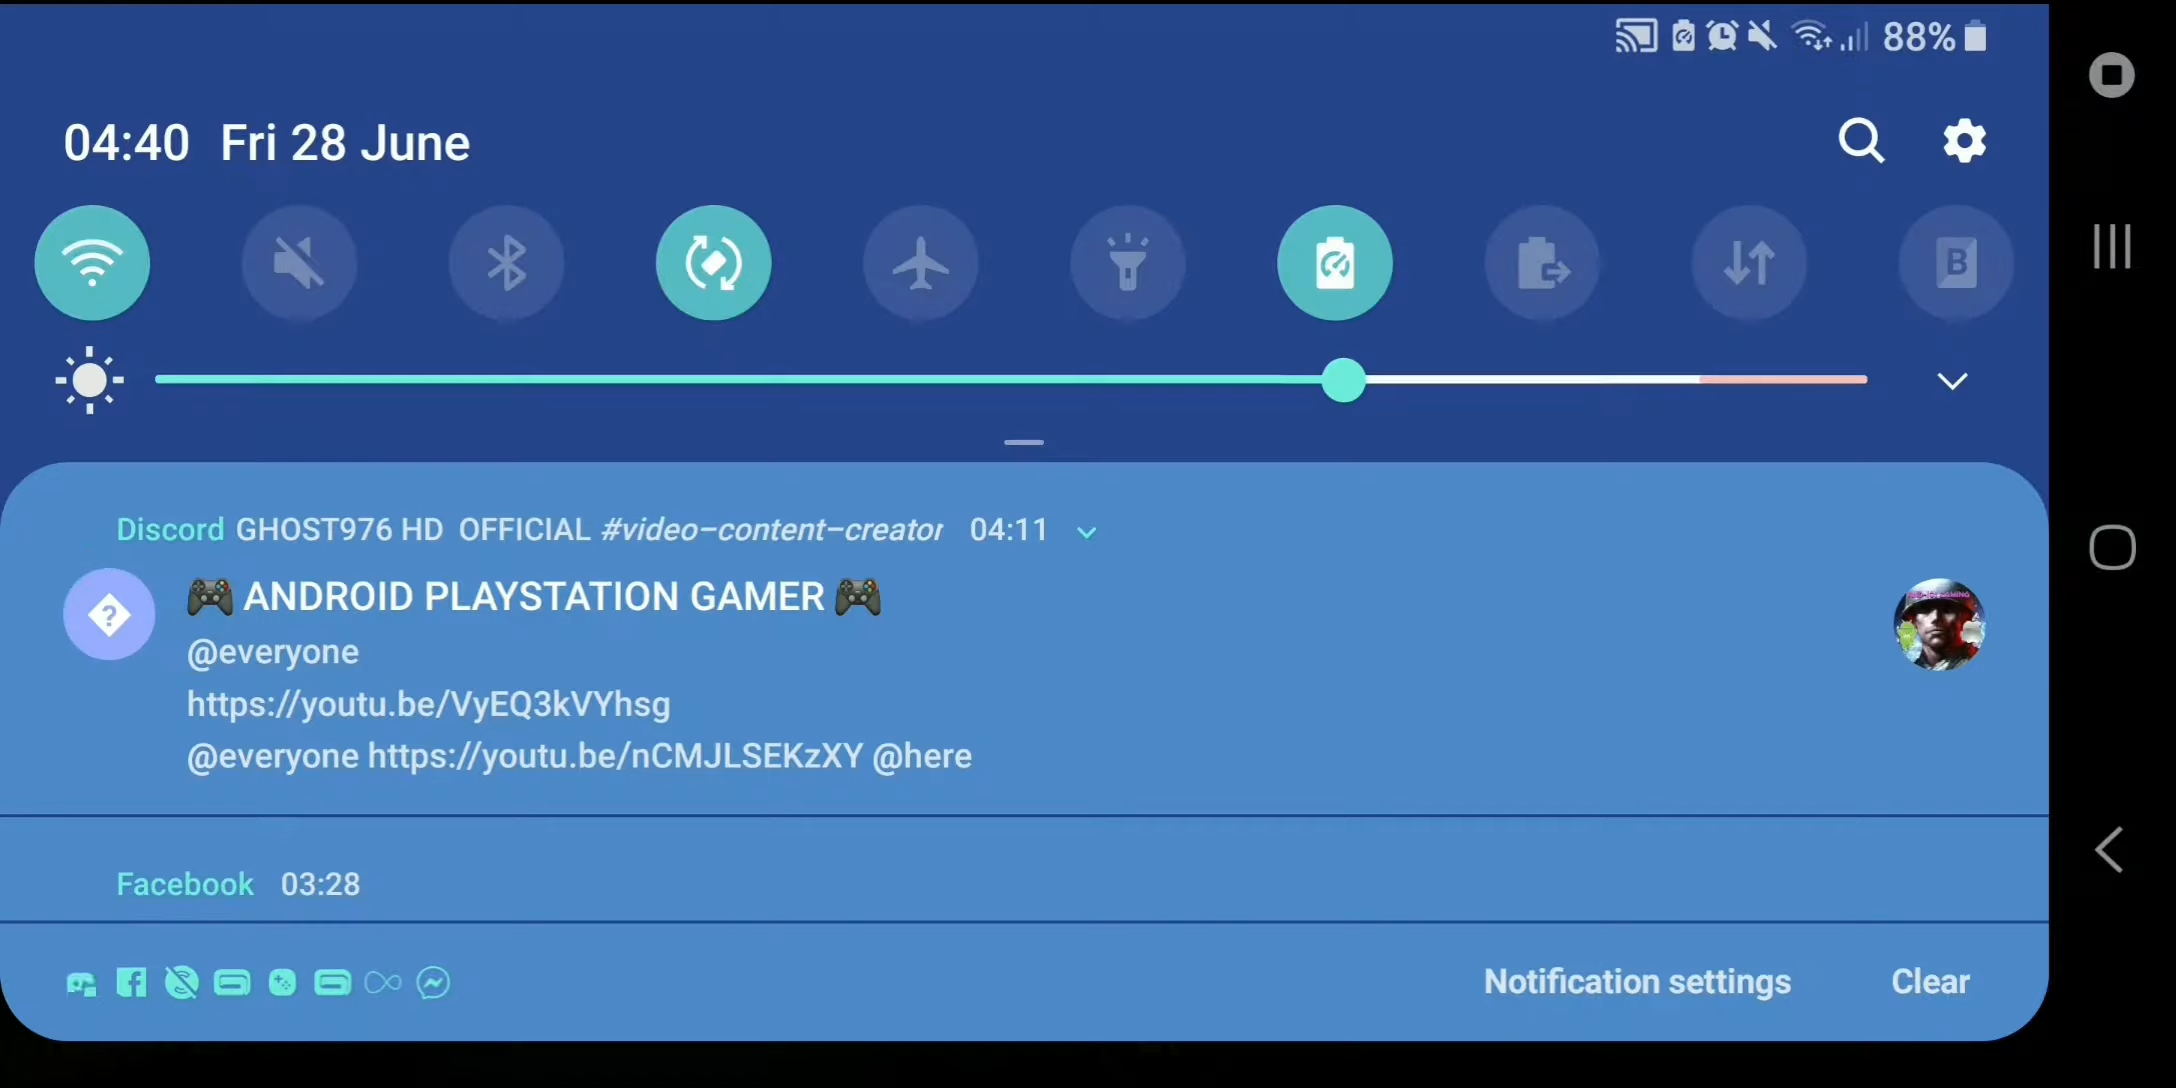 88%
04:40 Fri 28 June
B
Discord GHOST976 HD OFFICIAL #video-content-creator 04:11
🎮 ANDROID PLAYSTATION GAMER 🎮
@everyone
https://youtu.be/VyEQ3kVYhsg
@everyone https://youtu.be/nCMJLSEKzXY @here
Facebook 03:28
Notification settings Clear